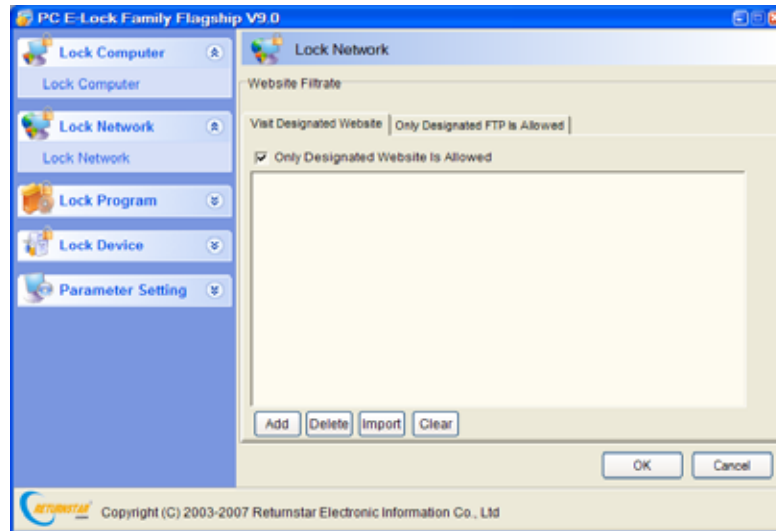 PC E-Lock Family Flagship V9.0
Lock Computer
Lock Computer
Lock Network
Lock Network
Lock Program
Lock Device
Parameter Setting
Lock Network
Website Filtrate
Visit Designated Website
Only Designated FTP Is Allowed
Only Designated Website Is Allowed
Add
Delete
Import
Clear
OK
Cancel
RETURNSTAR
Copyright (C) 2003-2007 Returnstar Electronic Information Co., Ltd